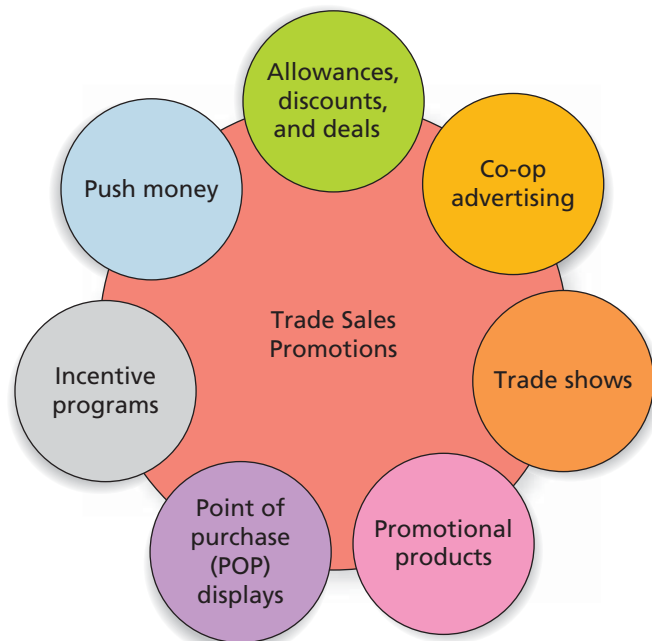 Allowances,
discounts,
and deals
Co-op
advertising
Trade shows
Promotional
products
Point of
purchase
(POP)
displays
Incentive
programs
Push money
Trade Sales
Promotions